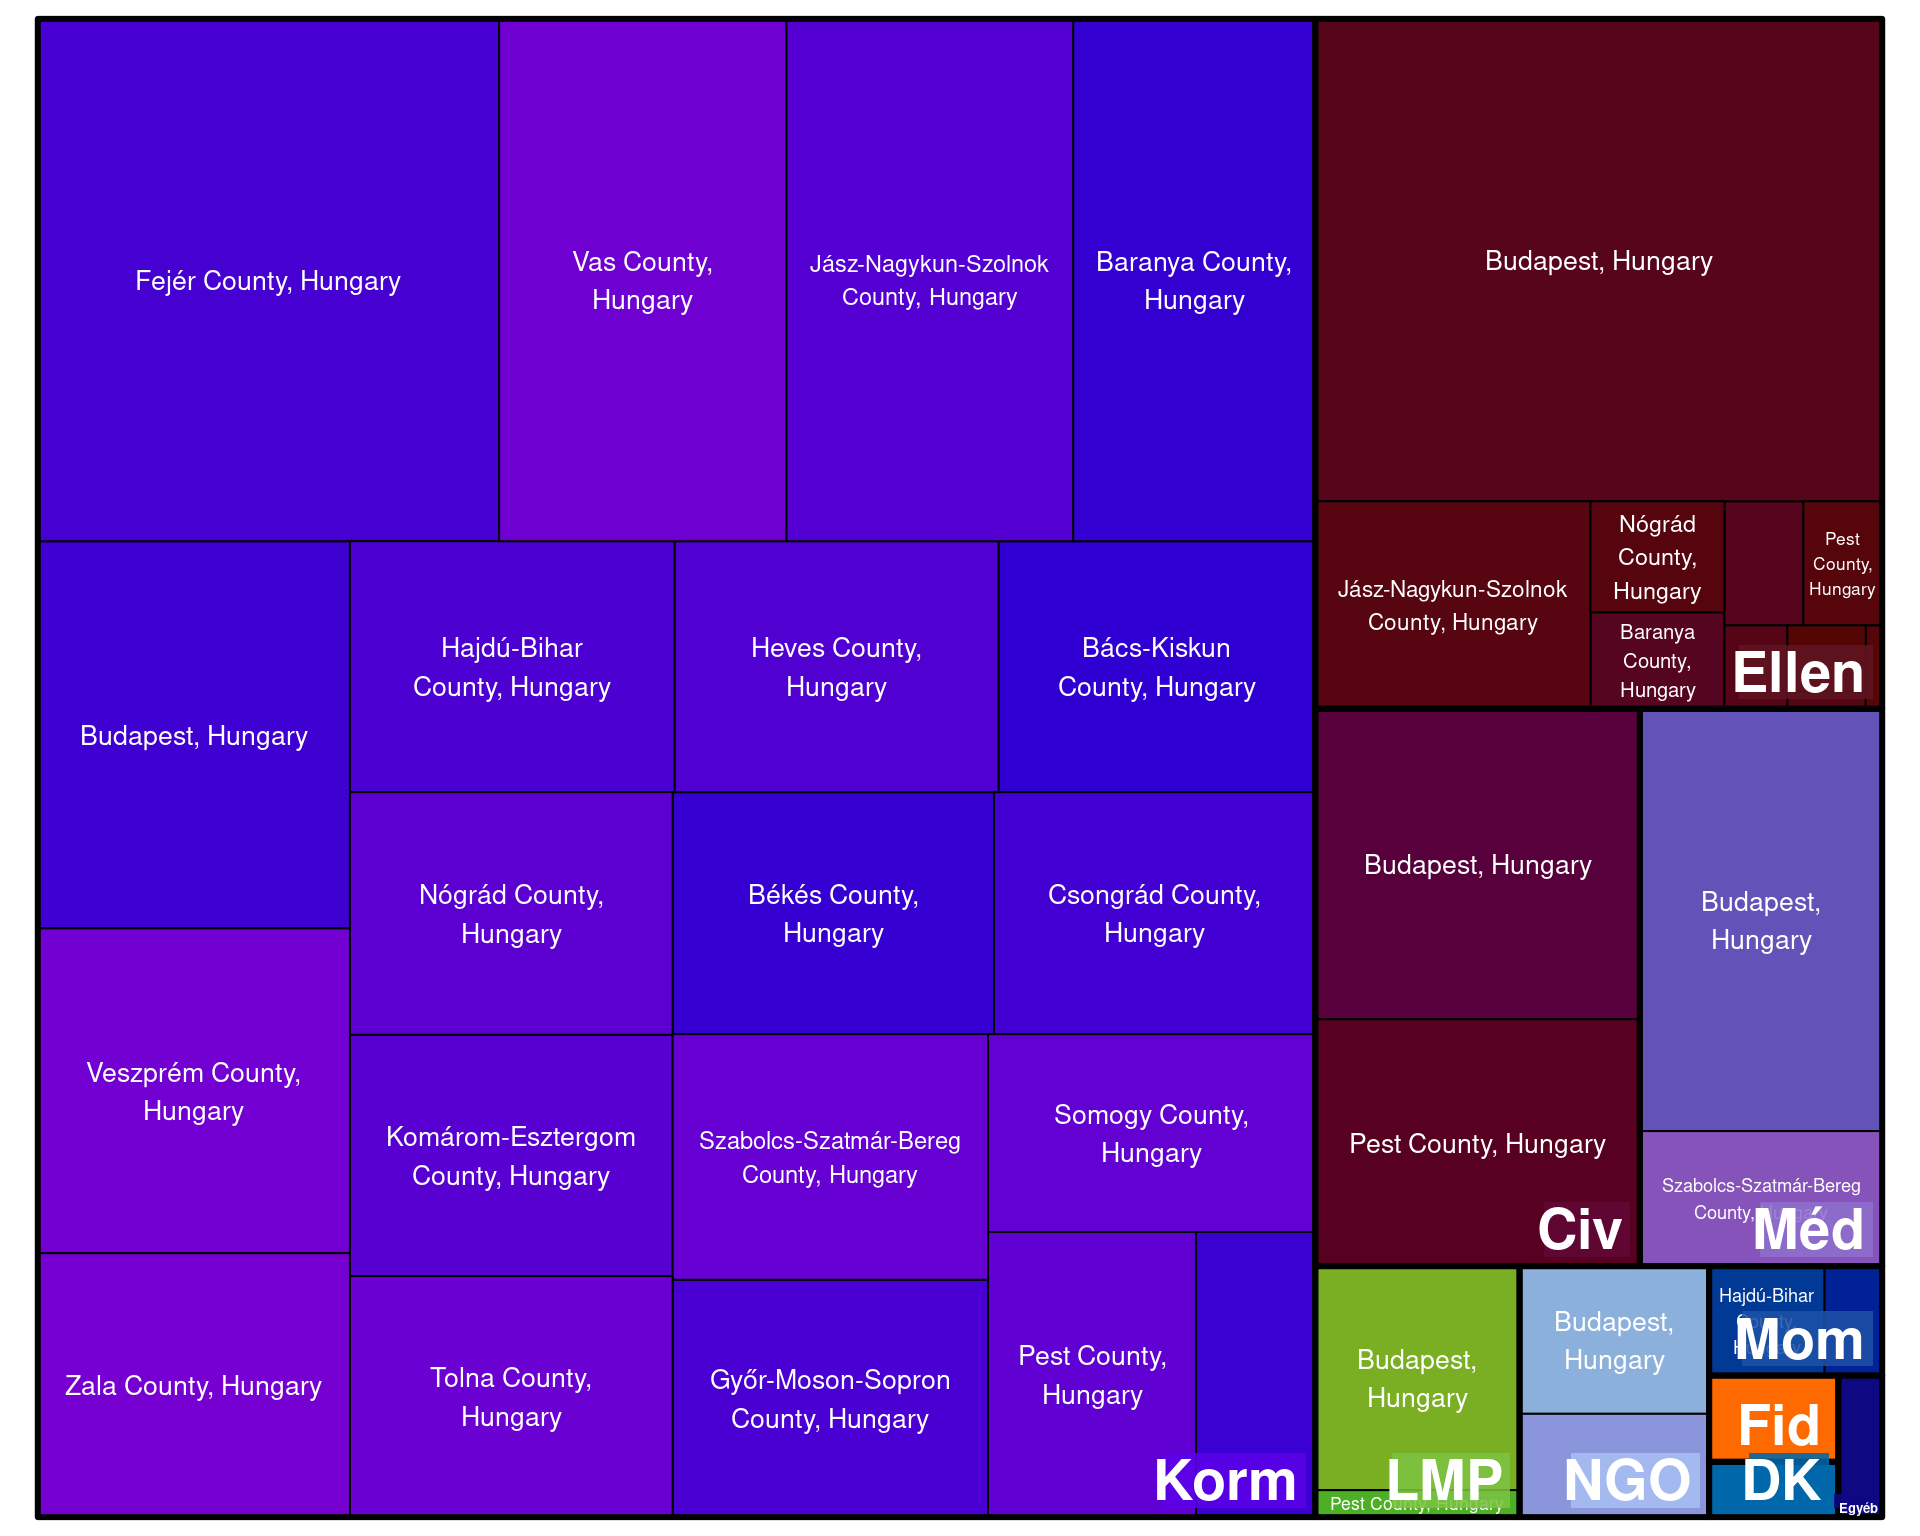 Fejér County, Hungary
Vas County,
Hungary
Jász-Nagykun-Szolnok
County, Hungary
Baranya County,
Hungary
Budapest, Hungary
Hajdú-Bihar
County, Hungary
Heves County,
Hungary
Bács-Kiskun
County, Hungary
Nógrád County,
Hungary
Békés County,
Hungary
Csongrád County,
Hungary
Veszprém County,
Hungary
Komárom-Esztergom
County, Hungary
Szabolcs-Szatmár-Bereg
County, Hungary
Somogy County,
Hungary
Zala County, Hungary
Tolna County,
Hungary
Győr-Moson-Sopron
County, Hungary
Pest County,
Hungary
Korm
Budapest, Hungary
Jász-Nagykun-Szolnok
County, Hungary
Nógrád
County,
Hungary
Baranya
County,
Hungary
Pest
County,
Hungary
Ellen
Budapest, Hungary
Pest County, Hungary
Civ
Budapest,
Hungary
Szabolcs-Szatmár-Bereg
County, Hungary
Méd
Budapest,
Hungary
Pest County, Hungary
LMP
Budapest,
Hungary
NGO
Hajdú-Bihar
County,
Mom
Fid
DK
Egyéb